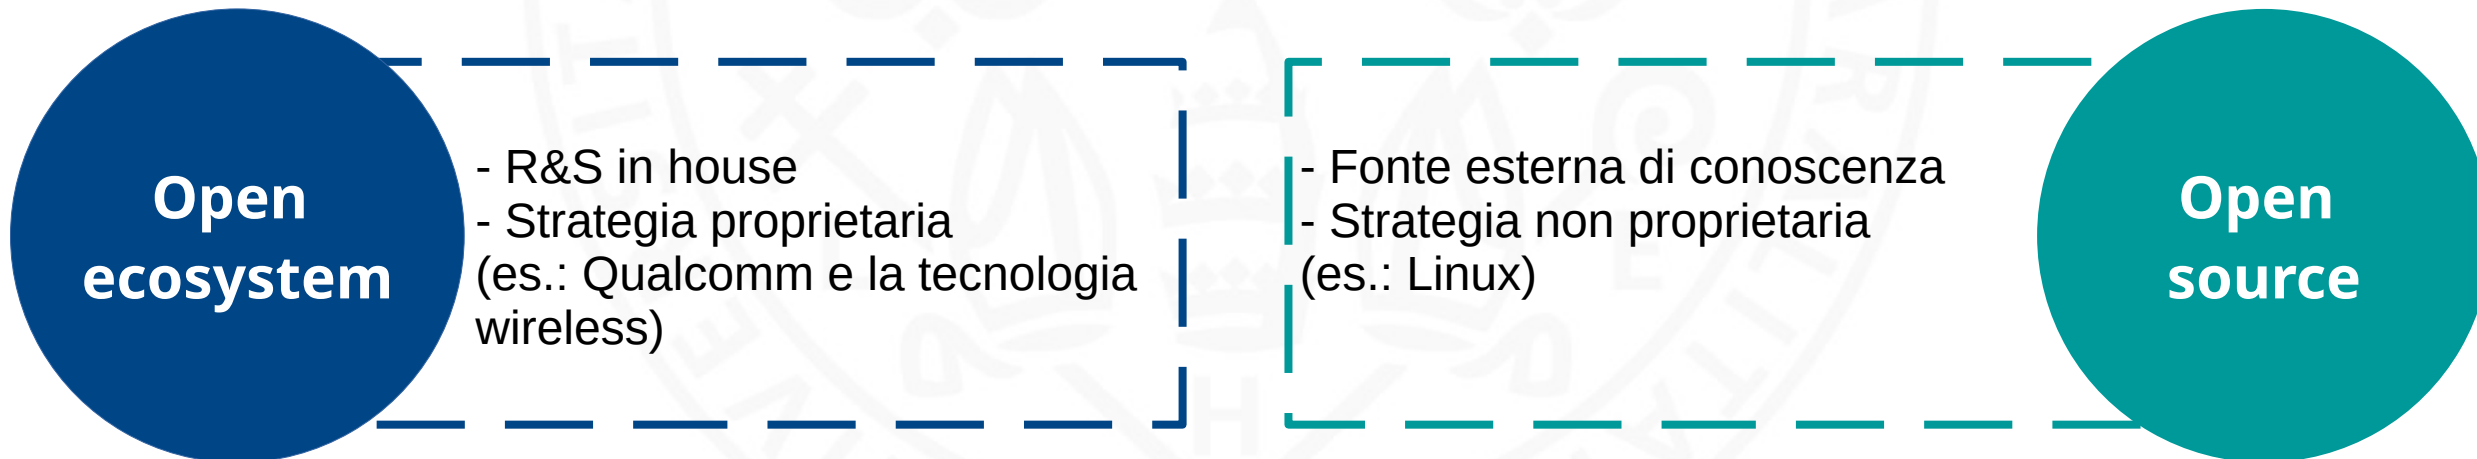 Open
ecosystem
- R&S in house
- Strategia proprietaria
(es.: Qualcomm e la tecnologia
wireless)
- Fonte esterna di conoscenza
- Strategia non proprietaria
(es.: Linux)
Open
source